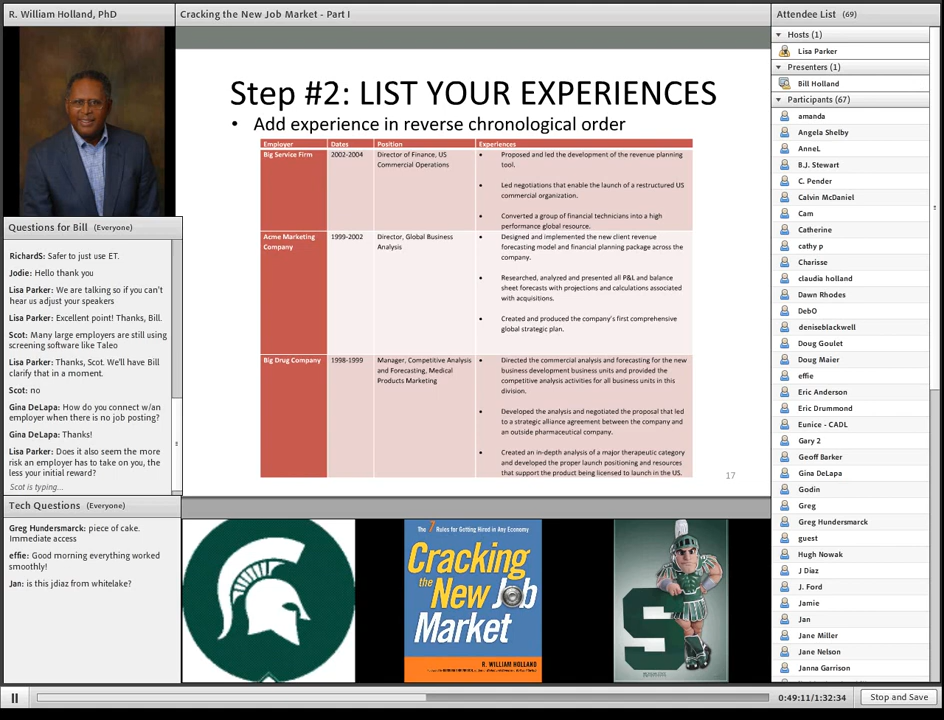 R. William Holland, PhD
Cracking the New Job Market - Part I
Attendee List (69)
Step #2: LIST YOUR EXPERIENCES
• Add experience in reverse chronological order
Employer Dates Position Experiences
Big Service Firm 2002-2004 Director of Finance, US
Commercial Operations
• Proposed and led the development of the revenue planning
tool.
• Led negotiations that enable the launch of a restructured US
commercial organization.
• Converted a group of financial technicians into a high
performance global resource.
Acme Marketing
Company
1999-2002
Director, Global Business
Analysis
• Designed and implemented the new client revenue
forecasting model and financial planning package across the
company.
• Researched, analyzed and presented all P&L and balance
sheet forecasts with projections and calculations associated
with acquisitions.
• Created and produced the company's first comprehensive
global strategic plan.
Big Drug Company
1998-1999
Manager, Competitive Analysis
and Forecasting, Medical
Products Marketing
• Directed the commercial analysis and forecasting for the new
business development business units and provided the
competitive analysis activities for all business units in this
division.
• Developed the analysis and negotiated the proposal that led
to a strategic alliance agreement between the company and
an outside pharmaceutical company.
• Created an in-depth analysis of a major therapeutic category
and developed the proper launch positioning and resources
that support the product being licensed to launch in the US.
17
Questions for Bill (Everyone)
RichardS: Safer to just use ET.
Jodie: Hello thank you
Lisa Parker: We are talking so if you can't
hear us adjust your speakers
Lisa Parker: Excellent point! Thanks, Bill.
Scot: Many large employers are still using
screening software like Taleo
Lisa Parker: Thanks, Scot. We'll have Bill
clarify that in a moment.
Scot: no
Gina DeLapa: How do you connect w/an
employer when there is no job posting?
Gina DeLapa: Thanks!
Lisa Parker: Does it also seem the more
risk an employer has to take on you, the
less your initial reward?
Scot is typing...
Tech Questions (Everyone)
Greg Hundersmarck: piece of cake.
Immediate access
effie: Good morning everything worked
smoothly!
Jan: is this jdiaz from whitelake?
The 7 Rules for Getting Hired in Any Economy
Cracking
the New Job
Market
R. WILLIAM HOLLAND
S
Hosts (1)
Lisa Parker
Presenters (1)
Bill Holland
Participants (67)
amanda
Angela Shelby
AnneL
B.J. Stewart
C. Pender
Calvin McDaniel
Cam
Catherine
cathy p
Charisse
claudia holland
Dawn Rhodes
DebO
deniseblackwell
Doug Goulet
Doug Maier
effie
Eric Anderson
Eric Drummond
Eunice - CADL
Gary 2
Geoff Barker
Gina DeLapa
Godin
Greg
Greg Hundersmarck
guest
Hugh Nowak
J Diaz
J. Ford
Jamie
Jan
Jane Miller
Jane Nelson
Janna Garrison
0:49:11/1:32:34
Stop and Save